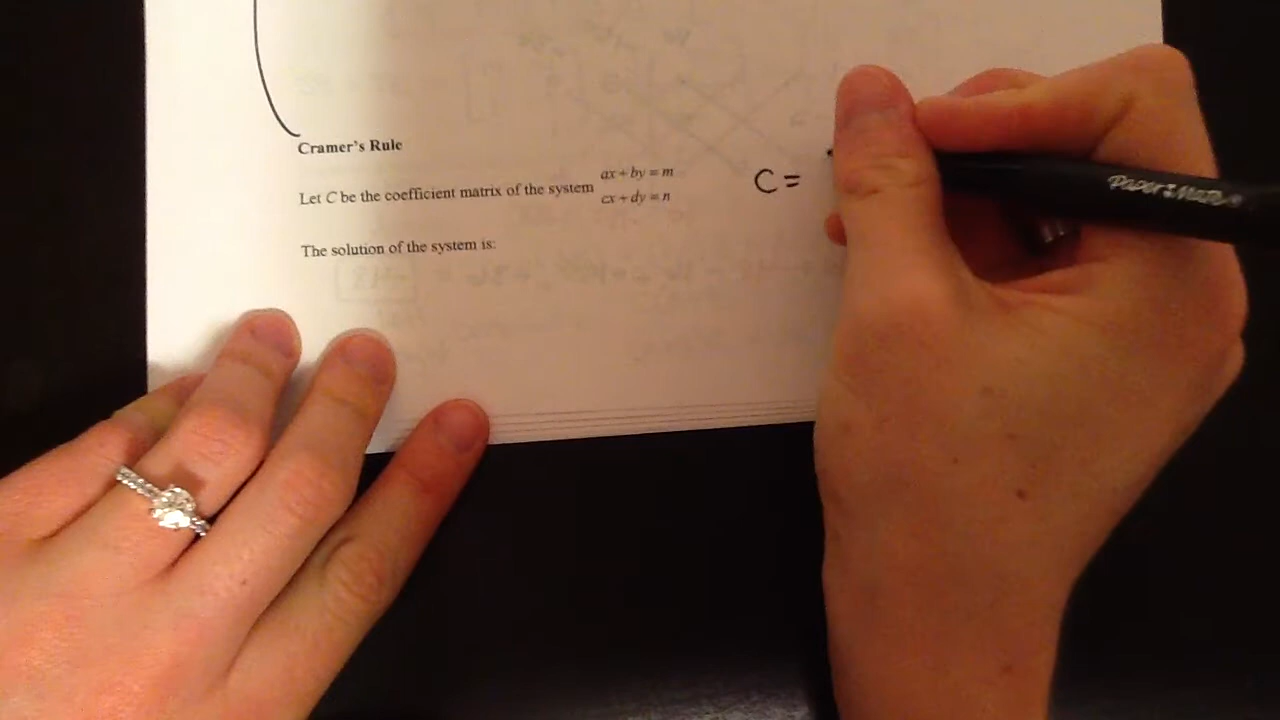 Cramer's Rule
Let C be the coefficient matrix of the system ax + by = m
cx + dy = n
C =
The solution of the system is:
Paper Mate